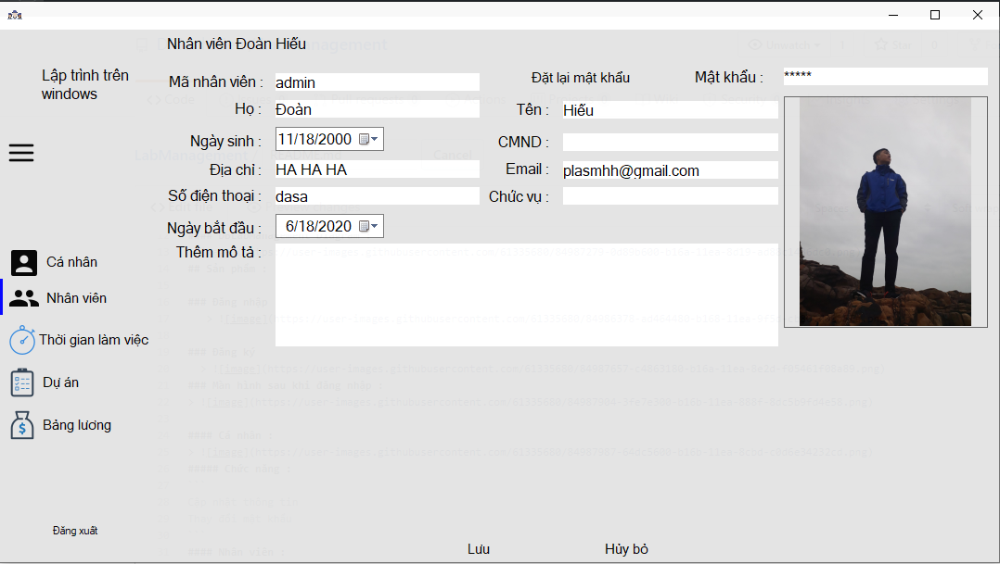 Nhân viên Đoàn Hiếu
Lập trình trên
windows
Mã nhân viên :
admin
Đặt lại mật khẩu
Mật khẩu :
*****
Họ :
Đoàn
Tên :
Hiếu
Ngày sinh :
11/18/2000
CMND :
Địa chỉ :
HA HA HA
Email :
plasmhh@gmail.com
Số điện thoại :
dasa
Chức vụ :
Ngày bắt đầu :
6/18/2020
Thêm mô tả :
Cá nhân
Nhân viên
Thời gian làm việc
Dự án
Bảng lương
Đăng xuất
Lưu
Hủy bỏ